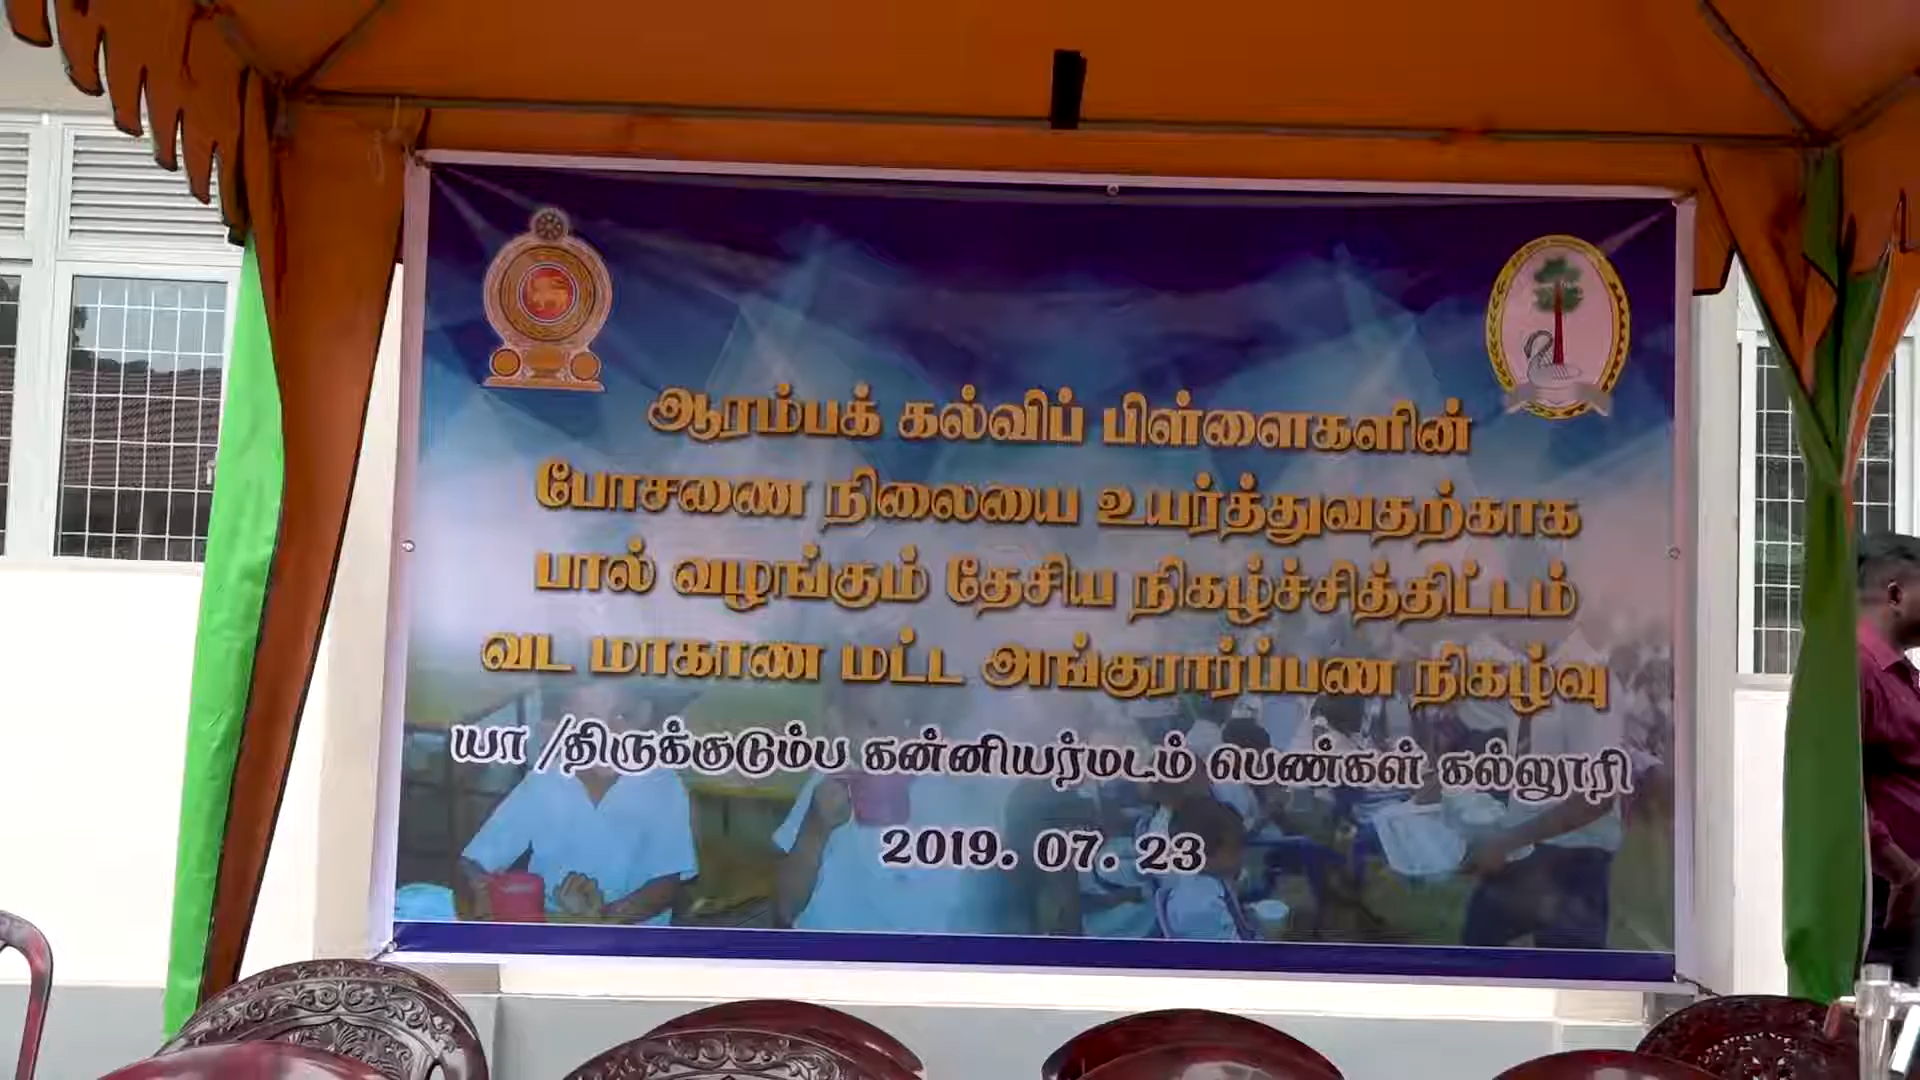 ஆரம்பக் கல்விப் பிள்ளைகளின்
போசணை நிலையை உயர்த்துவதற்காக
பால் வழங்கும் தேசிய நிகழ்ச்சித்திட்டம்
வட மாகாண மட்ட அங்குரார்ப்பண நிகழ்வு
யா /திருக்குடும்ப கன்னியர்மடம் பெண்கள் கல்லூரி
2019. 07. 23